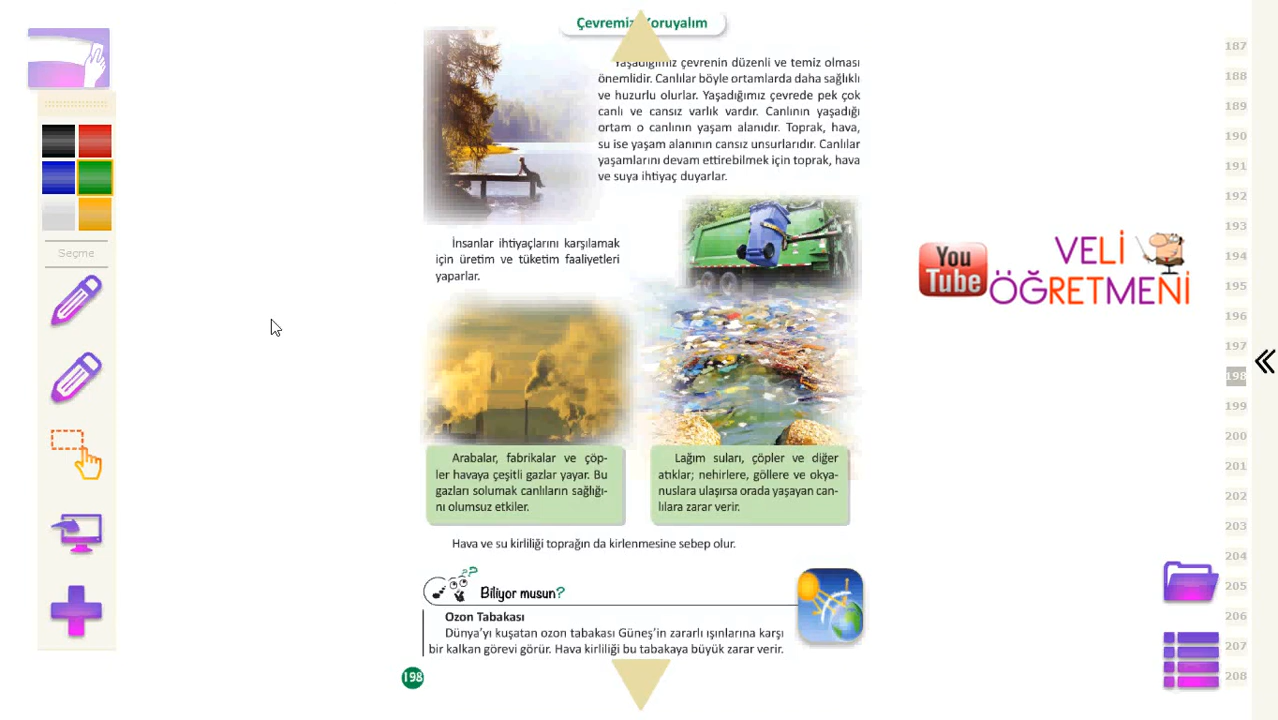 Çevremizi Koruyalım
Yaşadığımız çevrenin düzenli ve temiz olması
önemlidir. Canlılar böyle ortamlarda daha sağlıklı
ve huzurlu olurlar. Yaşadığımız çevrede pek çok
canlı ve cansız varlık vardır. Canlının yaşadığı
ortam o canlının yaşam alanıdır. Toprak, hava,
su ise yaşam alanının cansız unsurlarıdır. Canlılar
yaşamlarını devam ettirebilmek için toprak, hava
ve suya ihtiyaç duyarlar.
İnsanlar ihtiyaçlarını karşılamak
için üretim ve tüketim faaliyetleri
yaparlar.
Arabalar, fabrikalar ve çöp-
ler havaya çeşitli gazlar yayar. Bu
gazları solumak canlıların sağlığı-
nı olumsuz etkiler.
Lağım suları, çöpler ve diğer
atıklar; nehirlere, göllere ve okya-
nuslara ulaşırsa orada yaşayan can-
lılara zarar verir.
Hava ve su kirliliği toprağın da kirlenmesine sebep olur.
Biliyor musun?
Ozon Tabakası
Dünya'yı kuşatan ozon tabakası Güneş'in zararlı ışınlarına karşı
bir kalkan görevi görür. Hava kirliliği bu tabakaya büyük zarar verir.
198
Seçme
You
Tube
VELİ
ÖĞRETMENİ
187
188
189
190
191
192
193
194
195
196
197
198
199
200
201
202
203
204
205
206
207
208